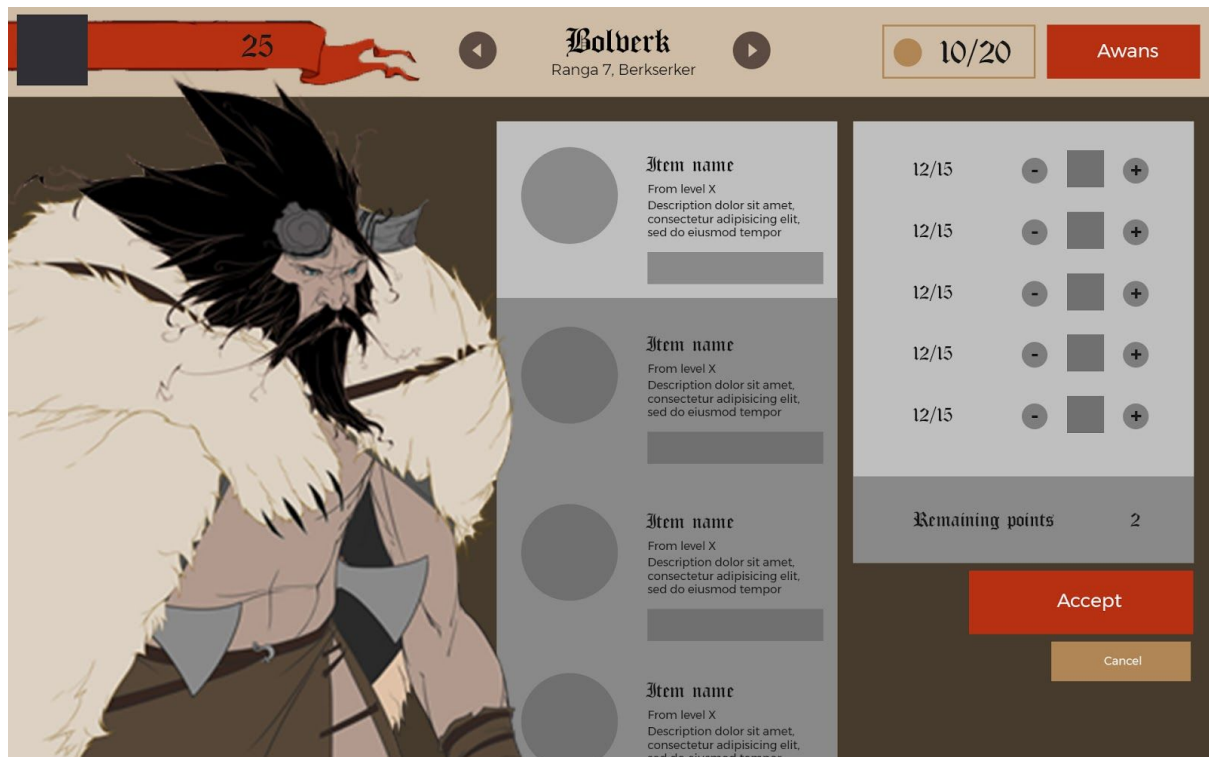 25
Bolverk
Ranga 7, Berkserker
10/20
Awans
Item name
From level X
Description dolor sit amet,
consectetur adipisicing elit,
sed do eiusmod tempor
Item name
From level X
Description dolor sit amet,
consectetur adipisicing elit,
sed do eiusmod tempor
Item name
From level X
Description dolor sit amet,
consectetur adipisicing elit,
sed do eiusmod tempor
Item name
From level X
Description dolor sit amet,
consectetur adipisicing elit,
sed do eiusmod tempor
12/15 - +
12/15 - +
12/15 - +
12/15 - +
12/15 - +
Remaining points 2
Accept
Cancel